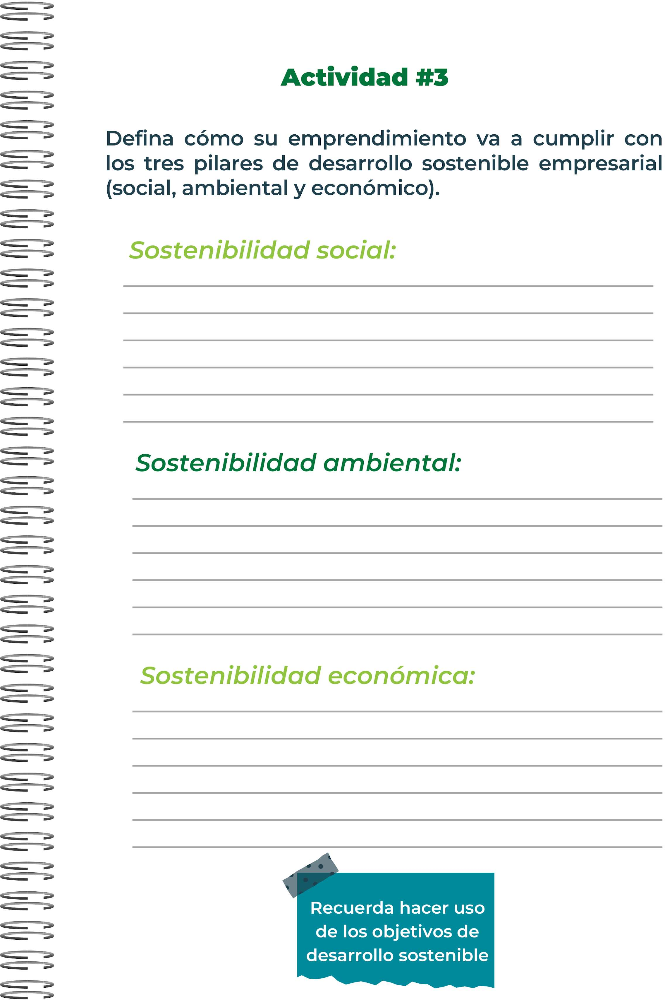 Actividad #3
Defina cómo su emprendimiento va a cumplir con
los tres pilares de desarrollo sostenible empresarial
(social, ambiental y económico).
Sostenibilidad social:
Sostenibilidad ambiental:
Sostenibilidad económica:
Recuerda hacer uso
de los objetivos de
desarrollo sostenible